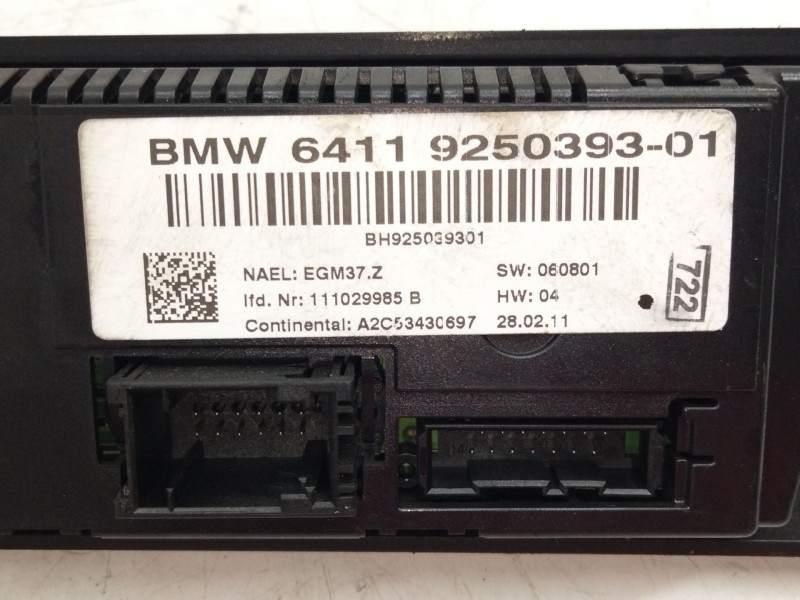 BMW 6411 9250393-01
BH925039301
NAEL: EGM37.Z SW: 060801
lfd. Nr: 111029985 B HW: 04
Continental: A2C53430697 28.02.11
722